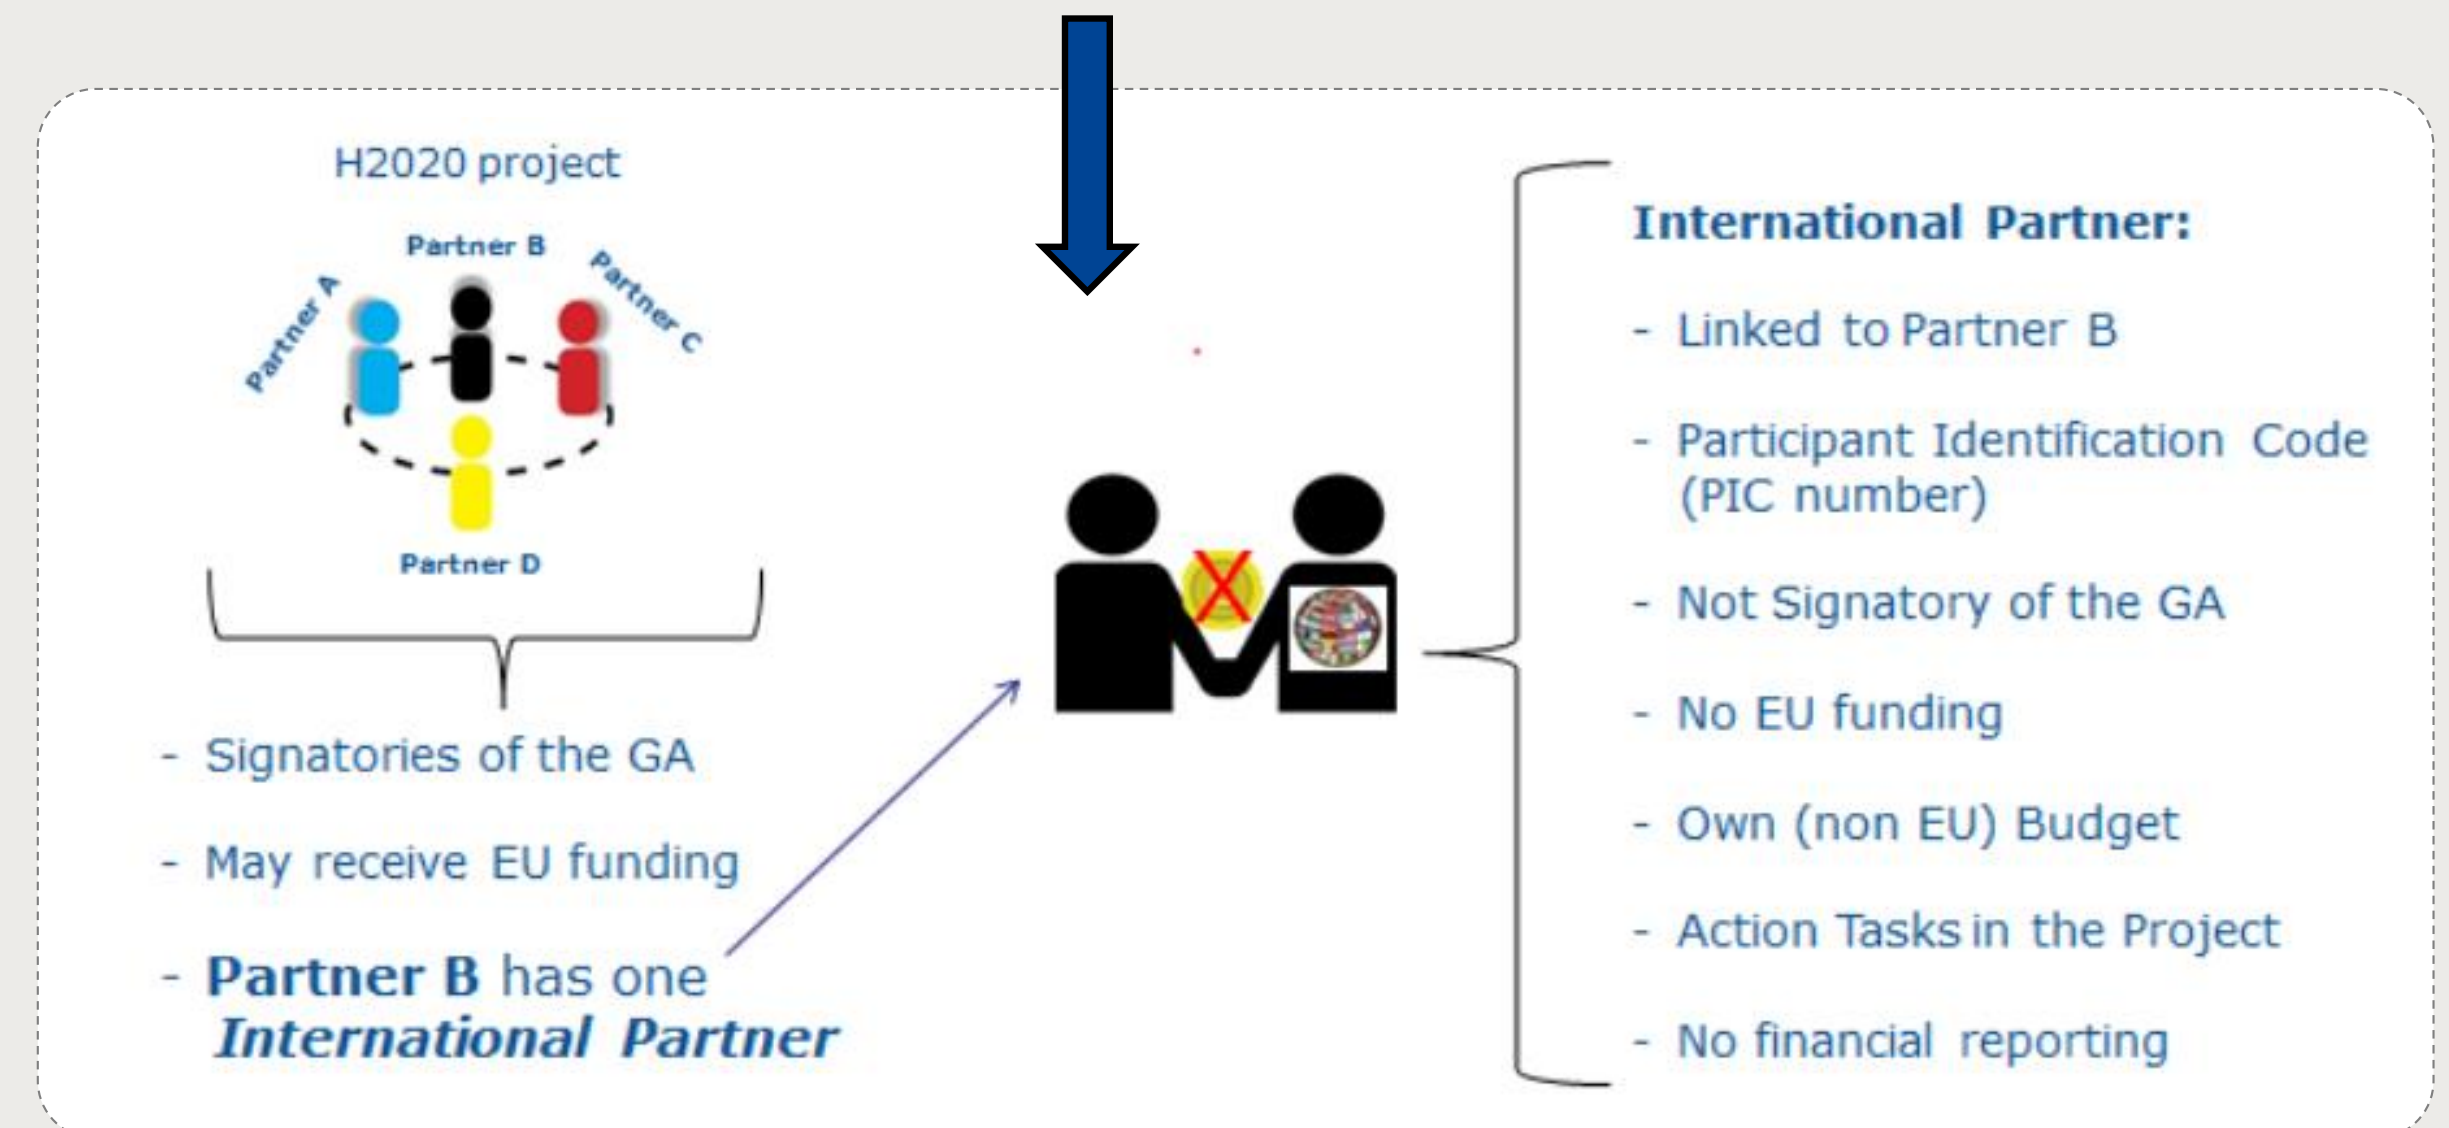 H2020 project
Partner A
Partner B
Partner C
Partner D
- Signatories of the GA
- May receive EU funding
- Partner B has one
International Partner
International Partner:
- Linked to Partner B
- Participant Identification Code
(PIC number)
- Not Signatory of the GA
- No EU funding
- Own (non EU) Budget
- Action Tasks in the Project
- No financial reporting